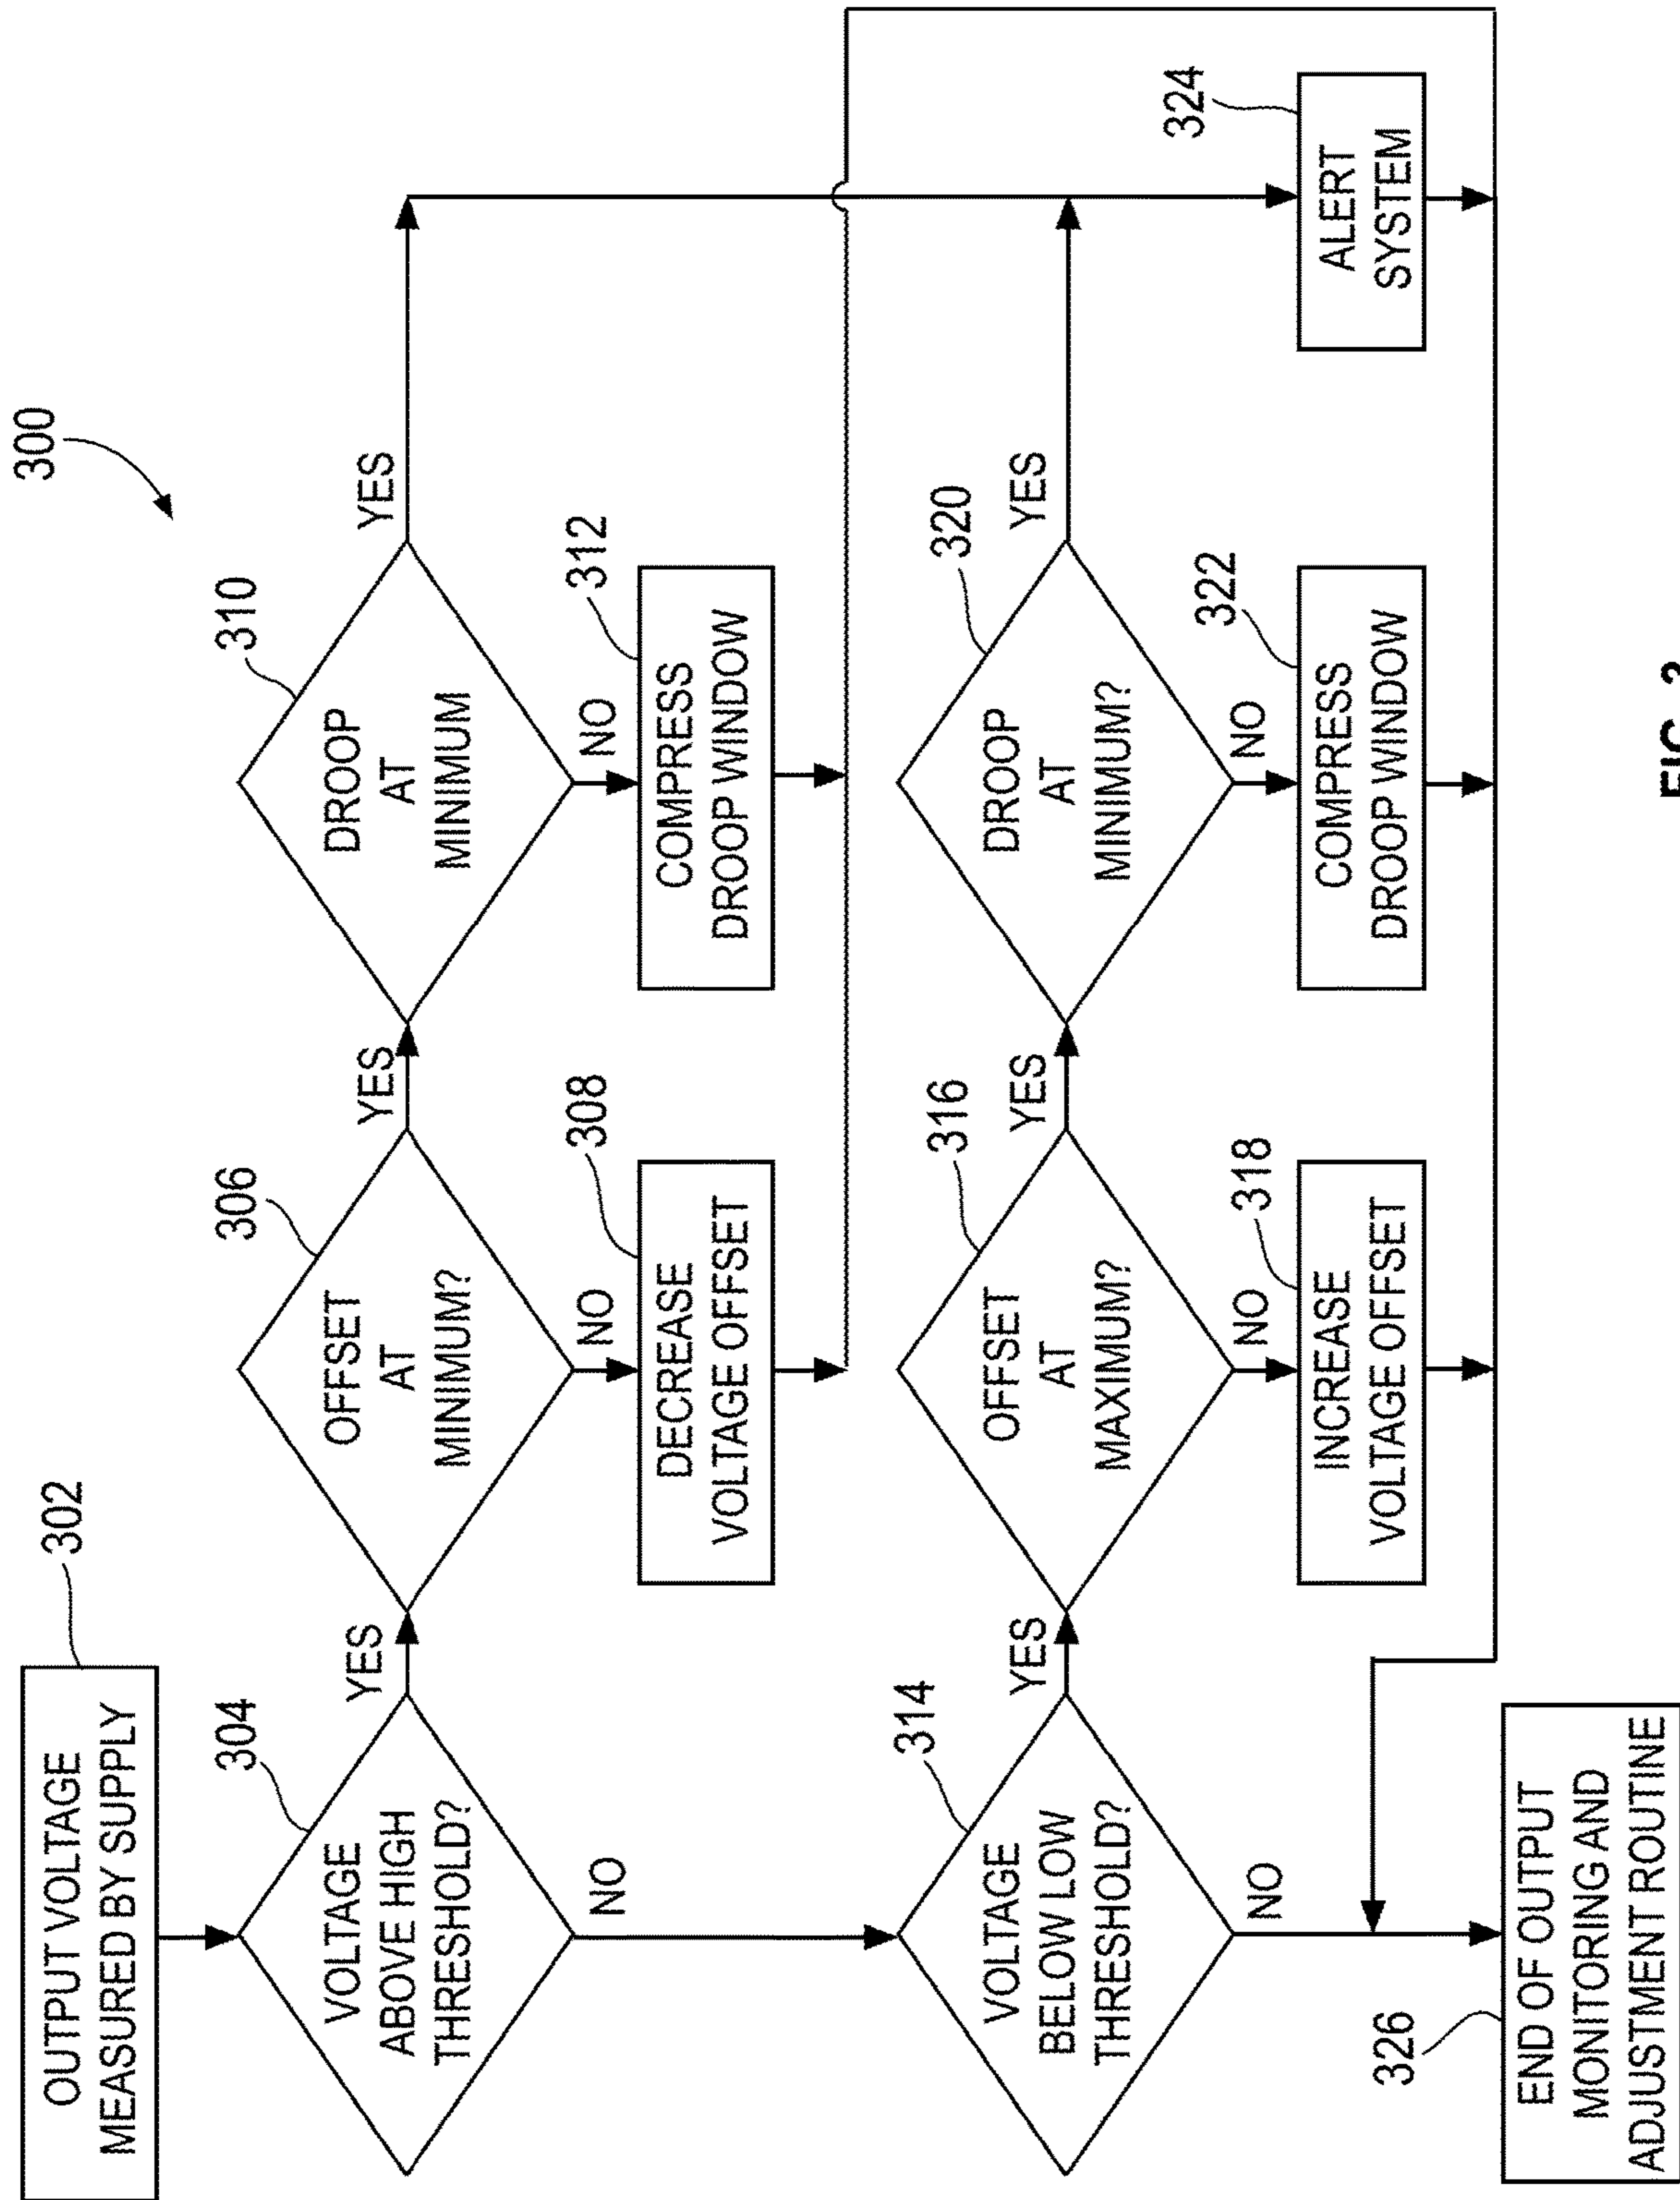 300
302
OUTPUT VOLTAGE
MEASURED BY SUPPLY
304
VOLTAGE
ABOVE HIGH
THRESHOLD?
YES
NO
306
OFFSET
AT
MINIMUM?
YES
NO
308
DECREASE
VOLTAGE OFFSET
310
DROOP
AT
MINIMUM
YES
NO
312
COMPRESS
DROOP WINDOW
314
VOLTAGE
BELOW LOW
THRESHOLD?
YES
NO
316
OFFSET
AT
MAXIMUM?
YES
NO
318
INCREASE
VOLTAGE OFFSET
320
DROOP
AT
MINIMUM?
YES
NO
322
COMPRESS
DROOP WINDOW
324
ALERT
SYSTEM
326
END OF OUTPUT
MONITORING AND
ADJUSTMENT ROUTINE
FIG. 3